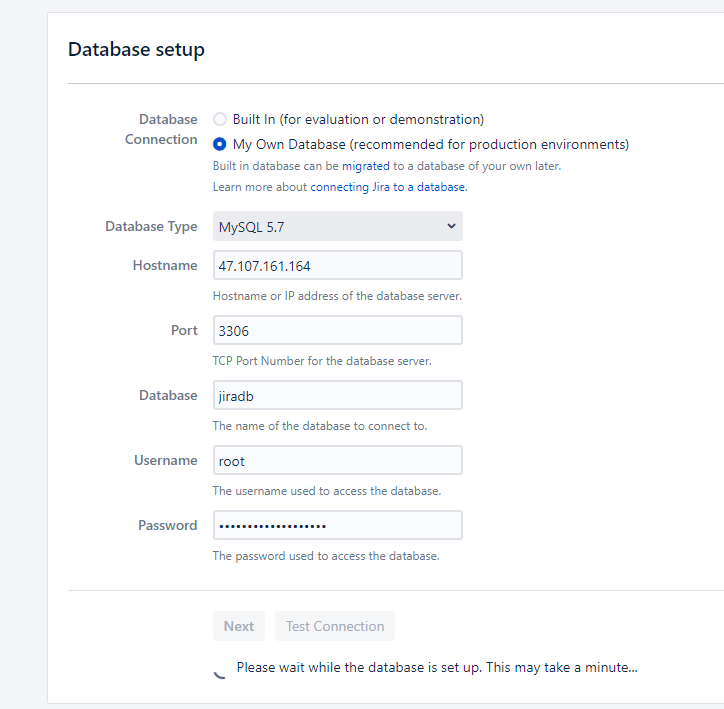 Database setup
Database Connection
Built In (for evaluation or demonstration)
My Own Database (recommended for production environments)
Built in database can be migrated to a database of your own later.
Learn more about connecting Jira to a database.
Database Type
MySQL 5.7
Hostname
47.107.161.164
Hostname or IP address of the database server.
Port
3306
TCP Port Number for the database server.
Database
jiradb
The name of the database to connect to.
Username
root
The username used to access the database.
Password
•••••••••••••••••••
The password used to access the database.
Next
Test Connection
Please wait while the database is set up. This may take a minute...